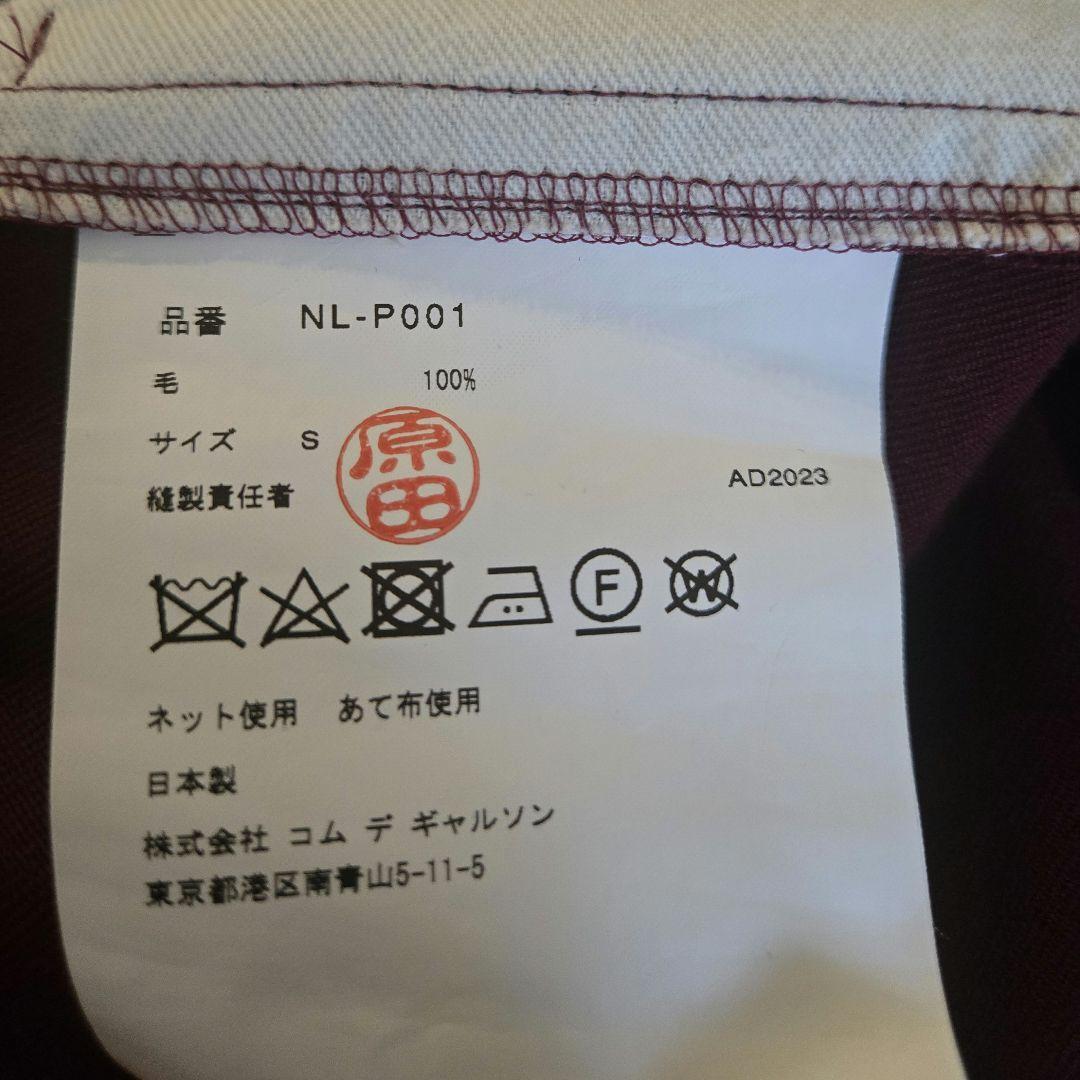 品番 NL-P001
毛 100%
サイズ S
原田
縫製責任者
AD2023
F
W
ネット使用 あて布使用
日本製
株式会社 コム デ ギャルソン
東京都港区南青山5-11-5